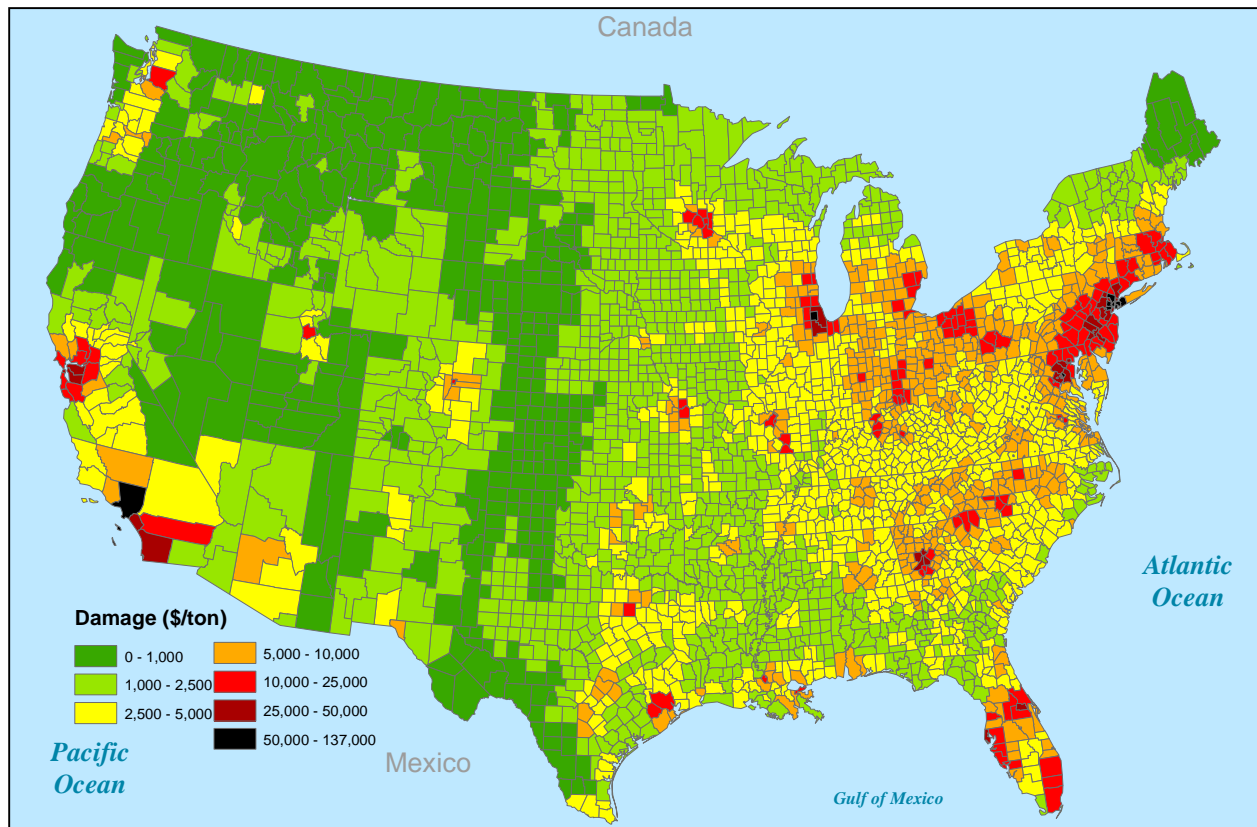 Canada
Atlantic
Ocean
Damage ($/ton)
0 - 1,000
1,000 - 2,500
2,500 - 5,000
5,000 - 10,000
10,000 - 25,000
25,000 - 50,000
50,000 - 137,000
Pacific
Ocean
Mexico
Gulf of Mexico